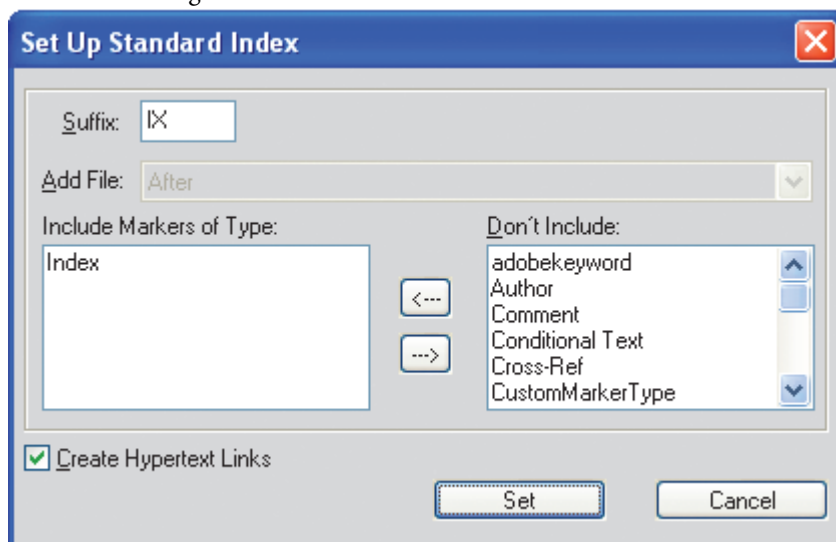 Set Up Standard Index
Suffix: IX
Add File: After
Include Markers of Type:
Index
<---
--->
Don't Include:
adobekeyword
Author
Comment
Conditional Text
Cross-Ref
CustomMarkerType
Create Hypertext Links
Set
Cancel